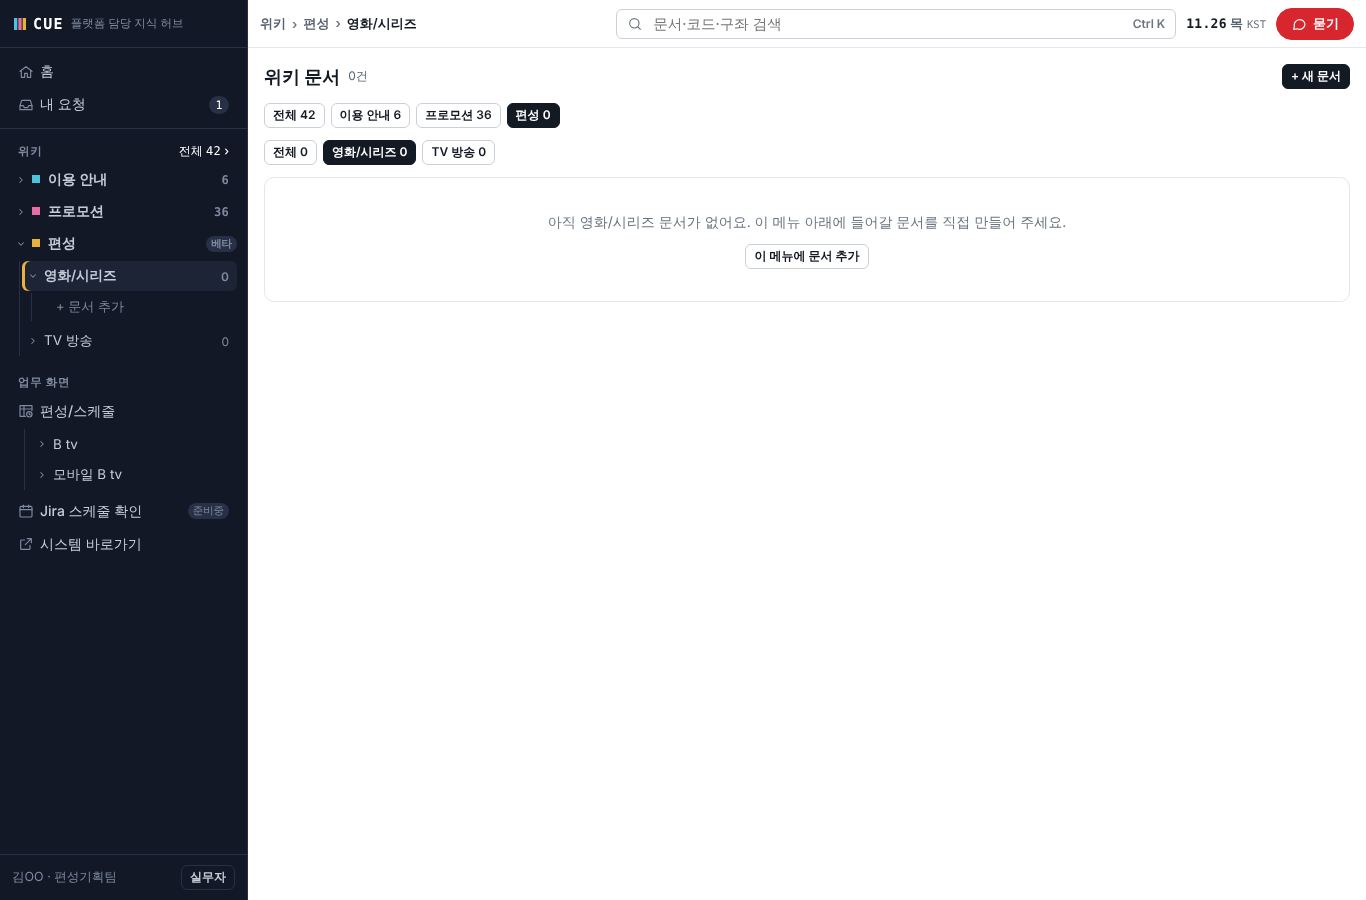 CUE 플랫폼 담당 지식 허브
홈
내 요청 1
위키 전체 42 ›
이용 안내 6
프로모션 36
편성 베타
영화/시리즈 0
+ 문서 추가
TV 방송 0
업무 화면
편성/스케줄
B tv
모바일 B tv
Jira 스케줄 확인 준비중
시스템 바로가기
김OO · 편성기획팀 실무자
위키 › 편성 › 영화/시리즈
문서·코드·구좌 검색 Ctrl K
11.26 목 KST
묻기
위키 문서 0건
+ 새 문서
전체 42 이용 안내 6 프로모션 36 편성 0
전체 0 영화/시리즈 0 TV 방송 0
아직 영화/시리즈 문서가 없어요. 이 메뉴 아래에 들어갈 문서를 직접 만들어 주세요.
이 메뉴에 문서 추가